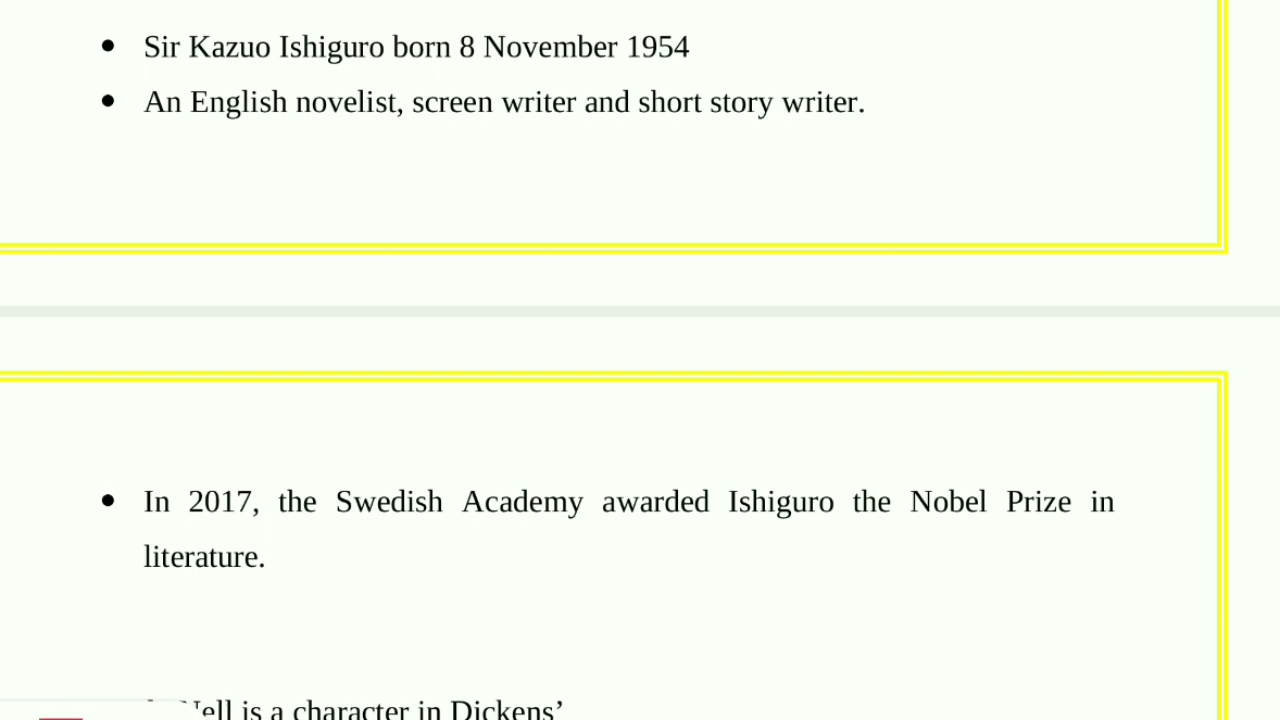 • Sir Kazuo Ishiguro born 8 November 1954
• An English novelist, screen writer and short story writer.
• In 2017, the Swedish Academy awarded Ishiguro the Nobel Prize in
literature.
is a character in Dickens’